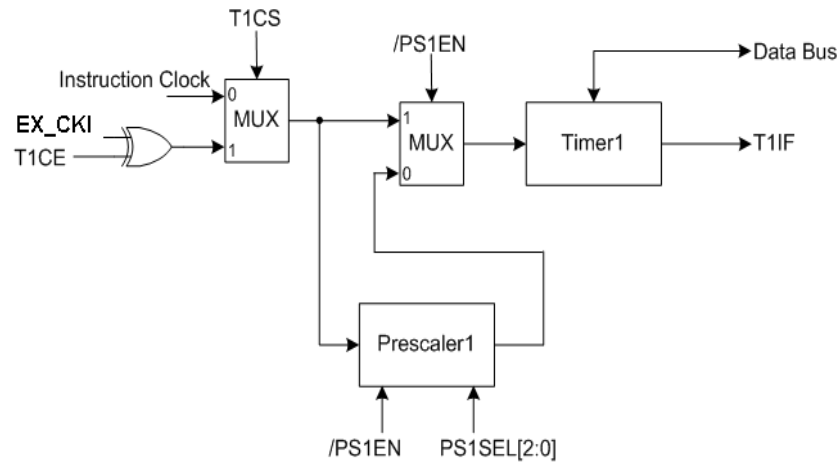 T1CS
/PS1EN
Data Bus
Instruction Clock
0
MUX
EX_CKI
T1CE
1
1
MUX
0
Timer1
T1IF
Prescaler1
/PS1EN
PS1SEL[2:0]